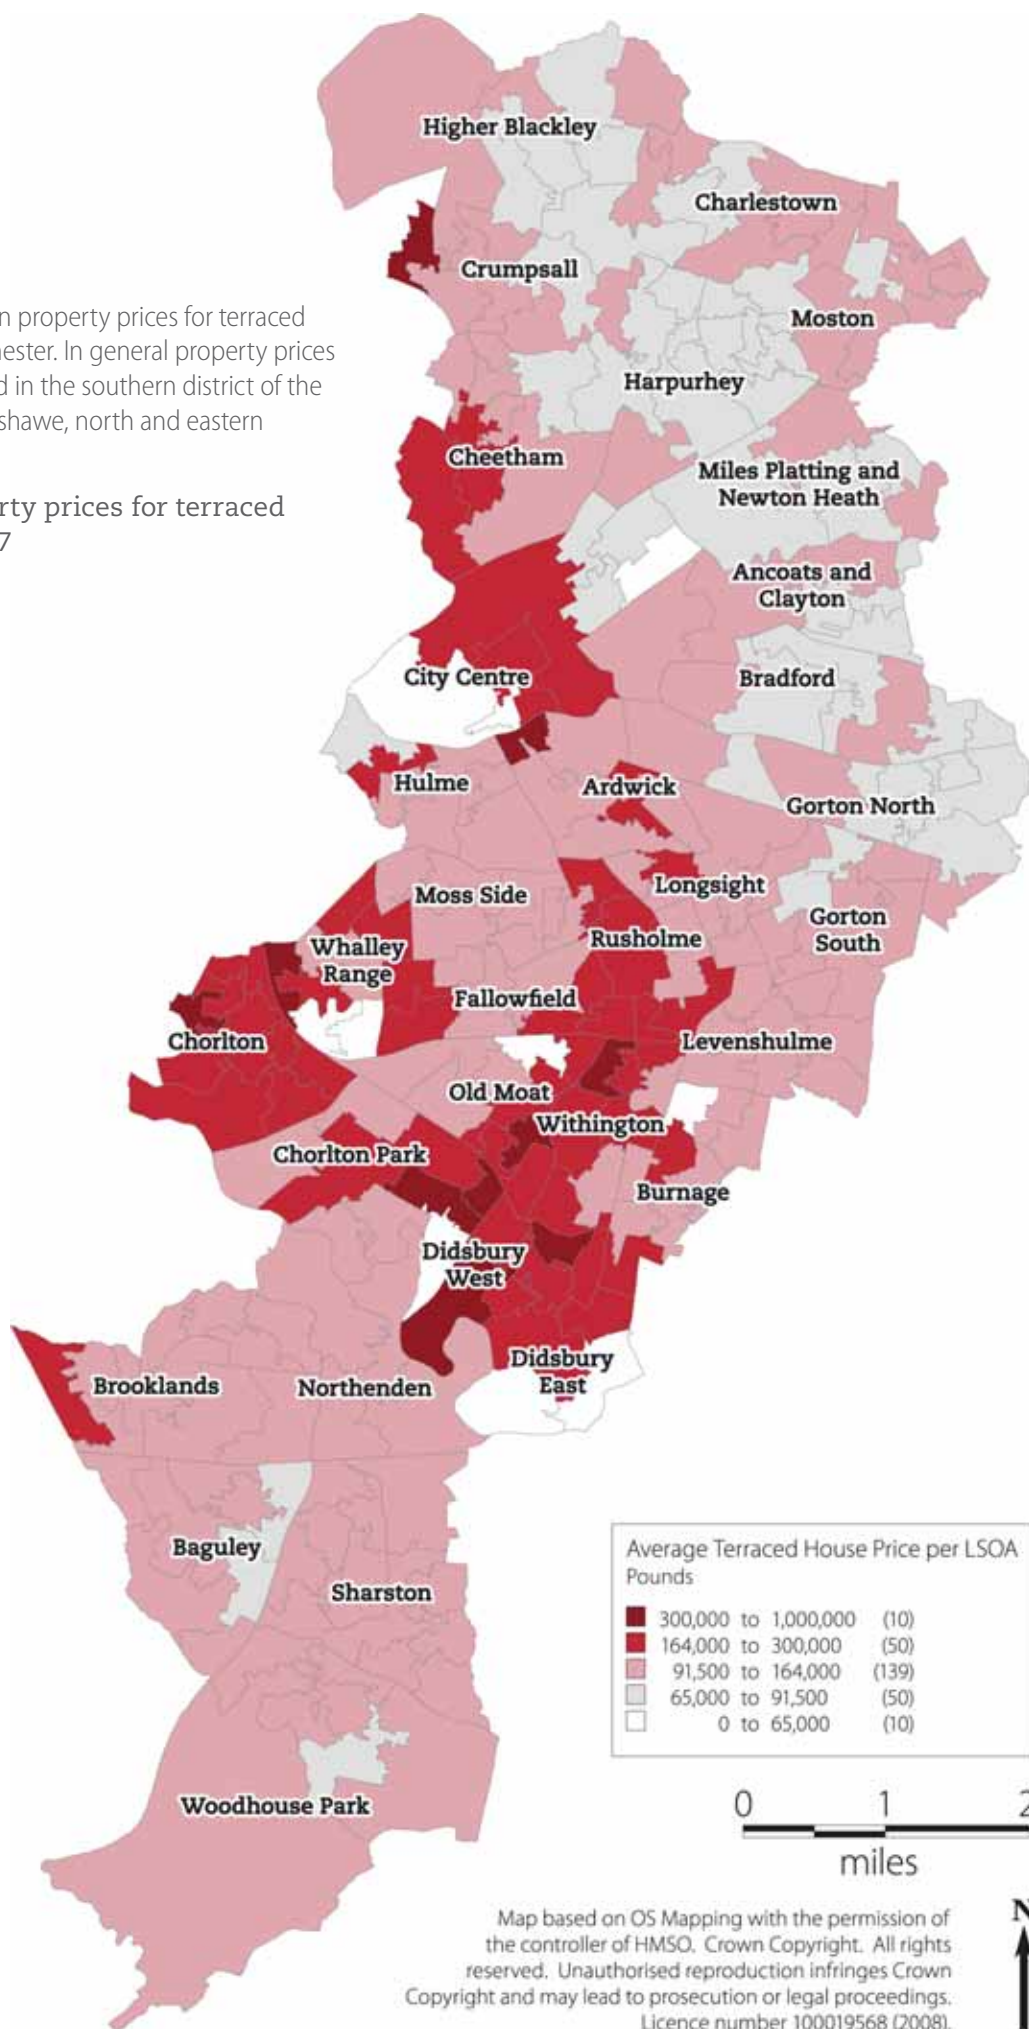 Higher Blackley
Charlestown
Crumpsall
n property prices for terraced
Moston
ester. In general property prices
Harpurhey
d in the southern district of the
shawe, north and eastern
Cheetham
Miles Platting and
Newton Heath
rty prices for terraced
7
Ancoats and
Clayton
City Centre
Bradford
Hulme
Ardwick
Gorton North
Moss Side
Longsight
Gorton
South
Whalley
Range
Rusholme
Fallowfield
Chorlton
Levenshulme
Old Moat
Withington
Chorlton Park
Burnage
Didsbury
West
Didsbury
East
Brooklands
Northenden
Baguley
Sharston
Woodhouse Park
Average Terraced House Price per LSOA
Pounds
300,000 to 1,000,000 (10)
164,000 to 300,000 (50)
91,500 to 164,000 (139)
65,000 to 91,500 (50)
0 to 65,000 (10)
0 1 2
miles
N
Map based on OS Mapping with the permission of
the controller of HMSO. Crown Copyright. All rights
reserved. Unauthorised reproduction infringes Crown
Copyright and may lead to prosecution or legal proceedings.
Licence number 100019568 (2008).